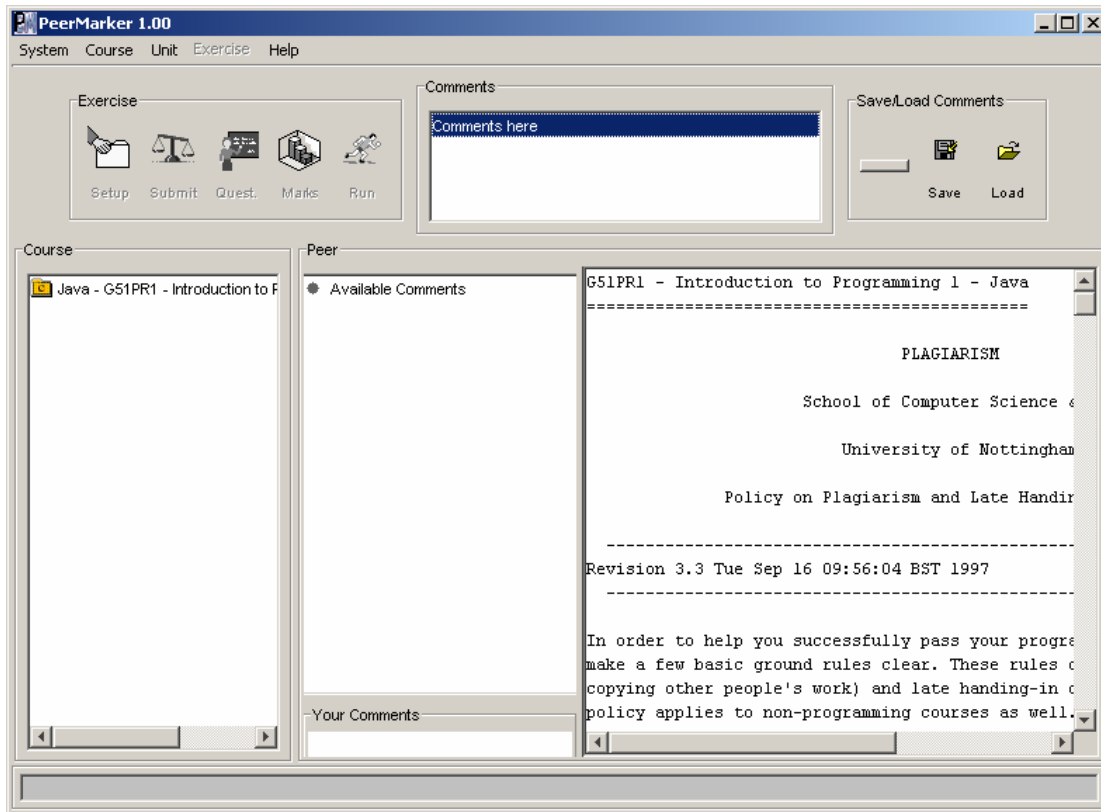 PeerMarker 1.00
System Course Unit Exercise Help
Exercise
Setup Submit Quest. Marks Run
Comments
Comments here
Save/Load Comments
Save Load
Course
Java - G51PR1 - Introduction to
Peer
Available Comments
Your Comments
G51PR1 - Introduction to Programming 1 - Java
=============================================
PLAGIARISM
School of Computer Science
University of Nottingham
Policy on Plagiarism and Late
------------------------------------------------
Revision 3.3 Tue Sep 16 09:56:04 BST 1997
------------------------------------------------
In order to help you successfully pass your
make a few basic ground rules clear. These rules
copying other people's work) and late handing-in
policy applies to non-programming courses as well.